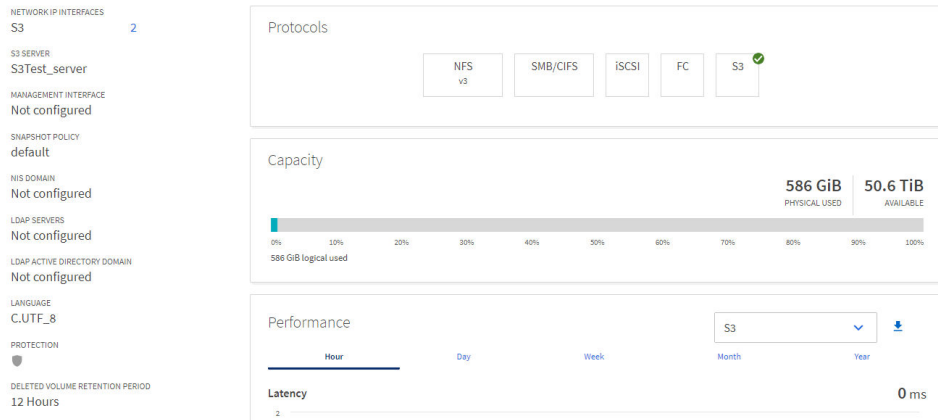 NETWORK IP INTERFACES
S3 2
S3 SERVER
S3Test_server
MANAGEMENT INTERFACE
Not configured
SNAPSHOT POLICY
default
NIS DOMAIN
Not configured
LDAP SERVERS
Not configured
LDAP ACTIVE DIRECTORY DOMAIN
Not configured
LANGUAGE
C.UTF_8
PROTECTION
DELETED VOLUME RETENTION PERIOD
12 Hours
Protocols
NFS SMB/CIFS iSCSI FC S3
v3
Capacity
586 GiB 50.6 TiB
PHYSICAL USED AVAILABLE
0% 10% 20% 30% 40% 50% 60% 70% 80% 90% 100%
586 GiB logical used
Performance
S3
Hour Day Week Month Year
Latency 0 ms
2